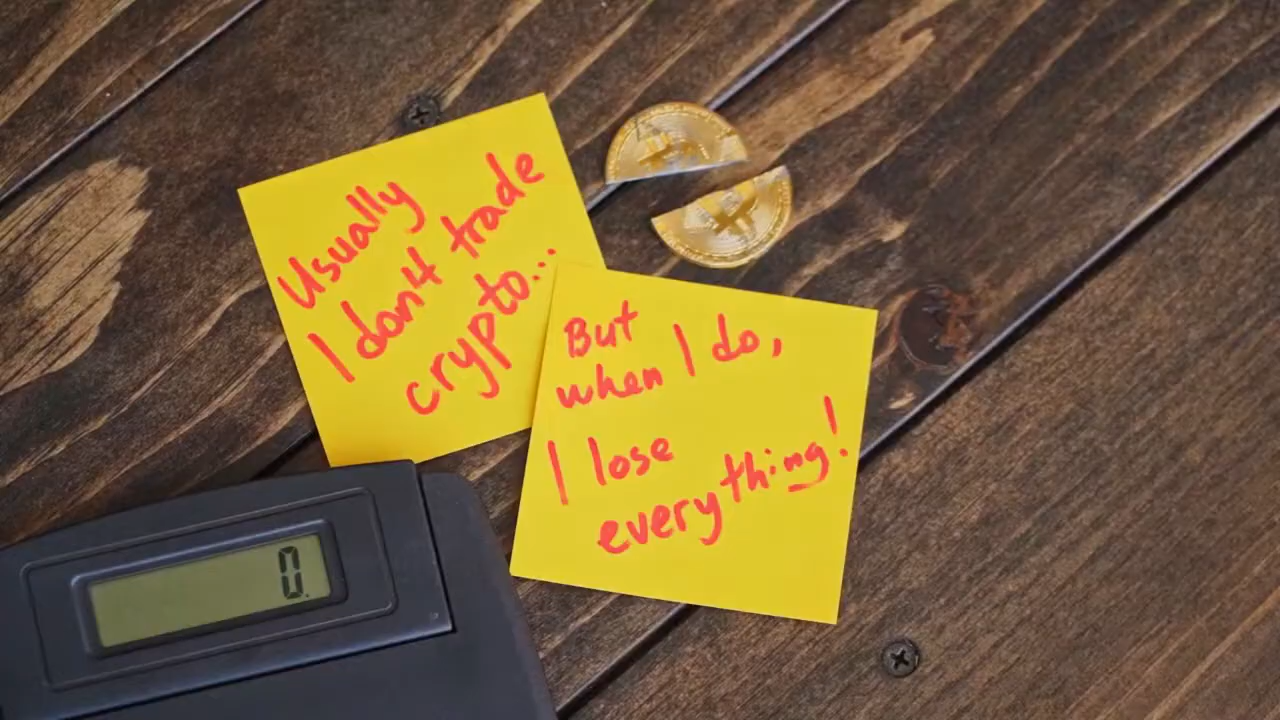 Usually
I don't trade
crypto...
But
when I do,
I lose
everything!
0.